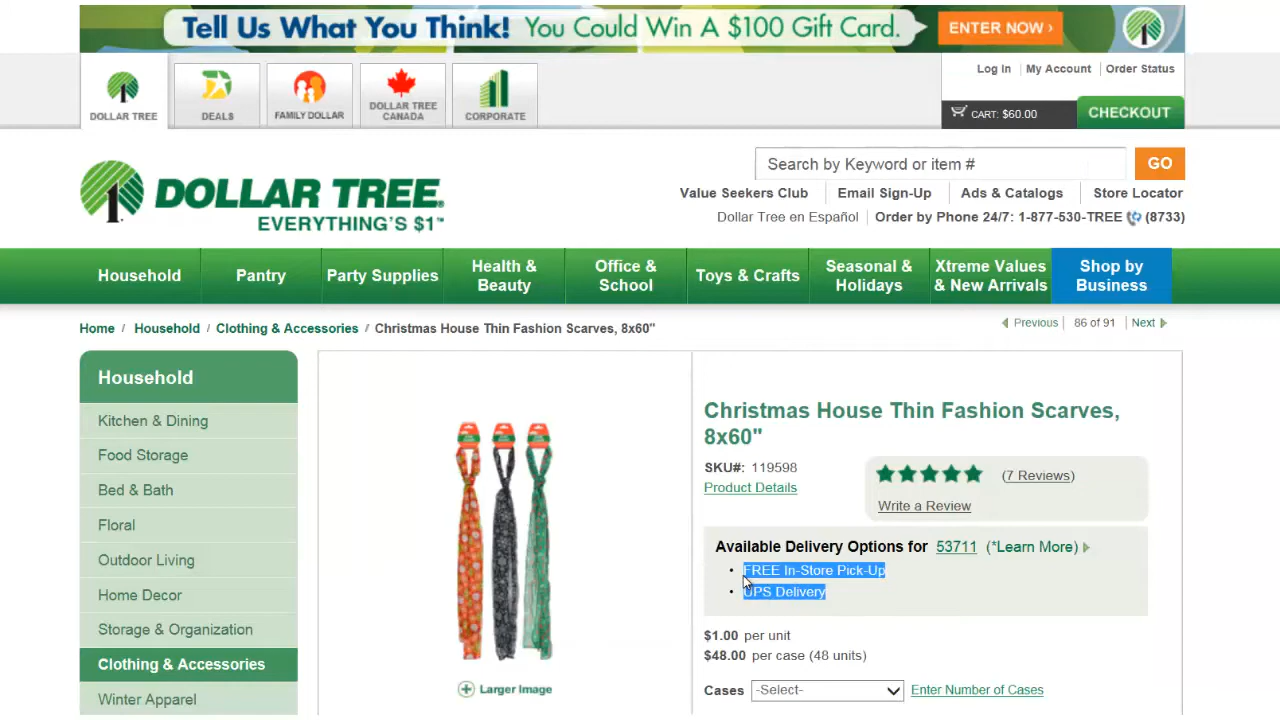 Tell Us What You Think! You Could Win A $100 Gift Card. ENTER NOW ›
Log In My Account Order Status
DOLLAR TREE DEALS FAMILY DOLLAR DOLLAR TREE CANADA CORPORATE
CART: $60.00 CHECKOUT
Search by Keyword or item # GO
DOLLAR TREE.
EVERYTHING'S $1™
Value Seekers Club Email Sign-Up Ads & Catalogs Store Locator
Dollar Tree en Español Order by Phone 24/7: 1-877-530-TREE (8733)
Household Pantry Party Supplies Health & Beauty Office & School Toys & Crafts Seasonal & Holidays Xtreme Values & New Arrivals Shop by Business
Home / Household / Clothing & Accessories / Christmas House Thin Fashion Scarves, 8x60"
Previous 86 of 91 Next
Household
Kitchen & Dining
Food Storage
Bed & Bath
Floral
Outdoor Living
Home Decor
Storage & Organization
Clothing & Accessories
Winter Apparel
Larger Image
Christmas House Thin Fashion Scarves,
8x60"
SKU#: 119598
Product Details
(7 Reviews)
Write a Review
Available Delivery Options for 53711 (*Learn More)
• FREE In-Store Pick-Up
• UPS Delivery
$1.00 per unit
$48.00 per case (48 units)
Cases -Select- Enter Number of Cases